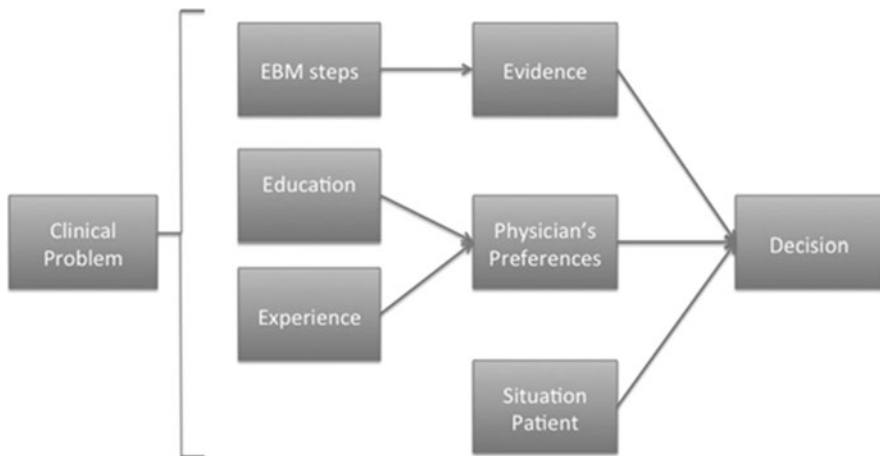 EBM steps
Evidence
Education
Clinical
Problem
Physician’s
Preferences
Decision
Experience
Situation
Patient